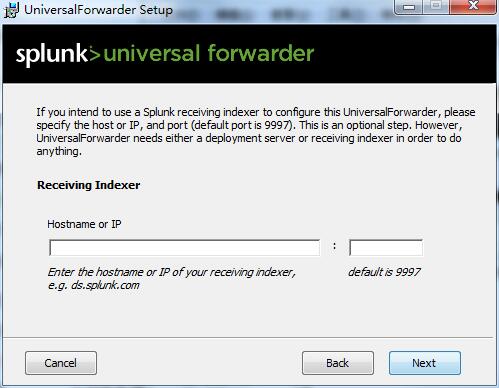 UniversalForwarder Setup
splunk>universal forwarder
If you intend to use a Splunk receiving indexer to configure this UniversalForwarder, please
specify the host or IP, and port (default port is 9997). This is an optional step. However,
UniversalForwarder needs either a deployment server or receiving indexer in order to do
anything.
Receiving Indexer
Hostname or IP
:
Enter the hostname or IP of your receiving indexer,
e.g. ds.splunk.com
default is 9997
Cancel
Back
Next